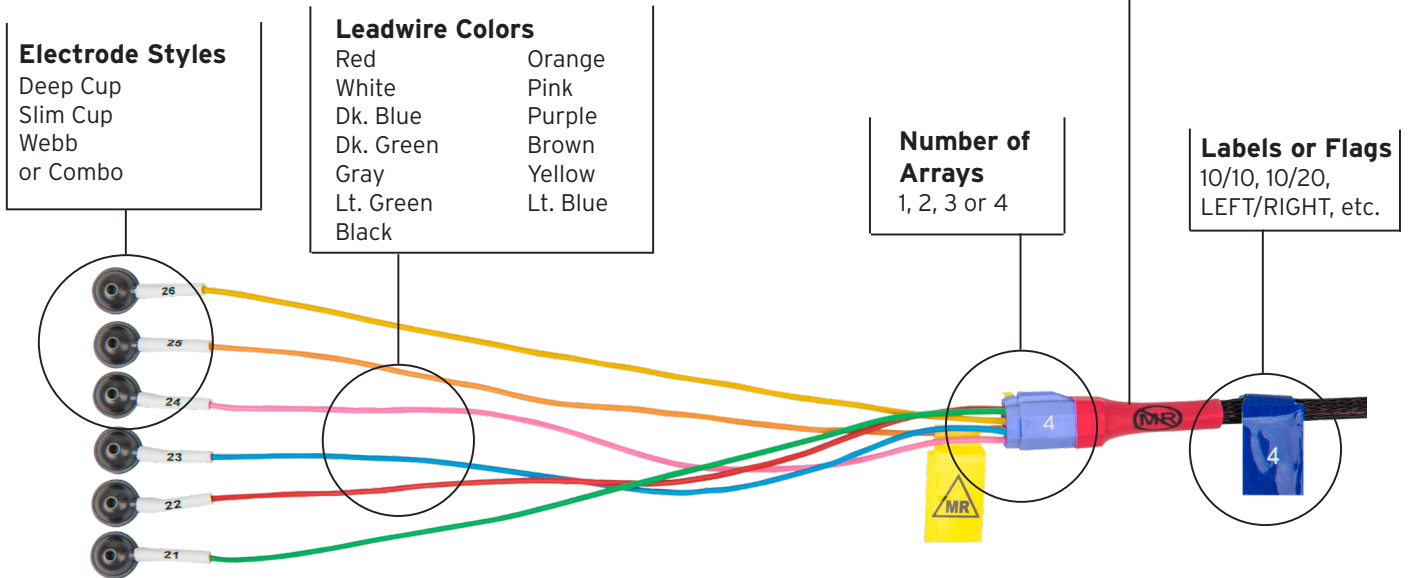 Electrode Styles
Deep Cup
Slim Cup
Webb
or Combo
Leadwire Colors
Red
White
Dk. Blue
Dk. Green
Gray
Lt. Green
Black
Orange
Pink
Purple
Brown
Yellow
Lt. Blue
Number of
Arrays
1, 2, 3 or 4
Labels or Flags
10/10, 10/20,
LEFT/RIGHT, etc.
26
25
24
23
22
21
4
MR
MR
4